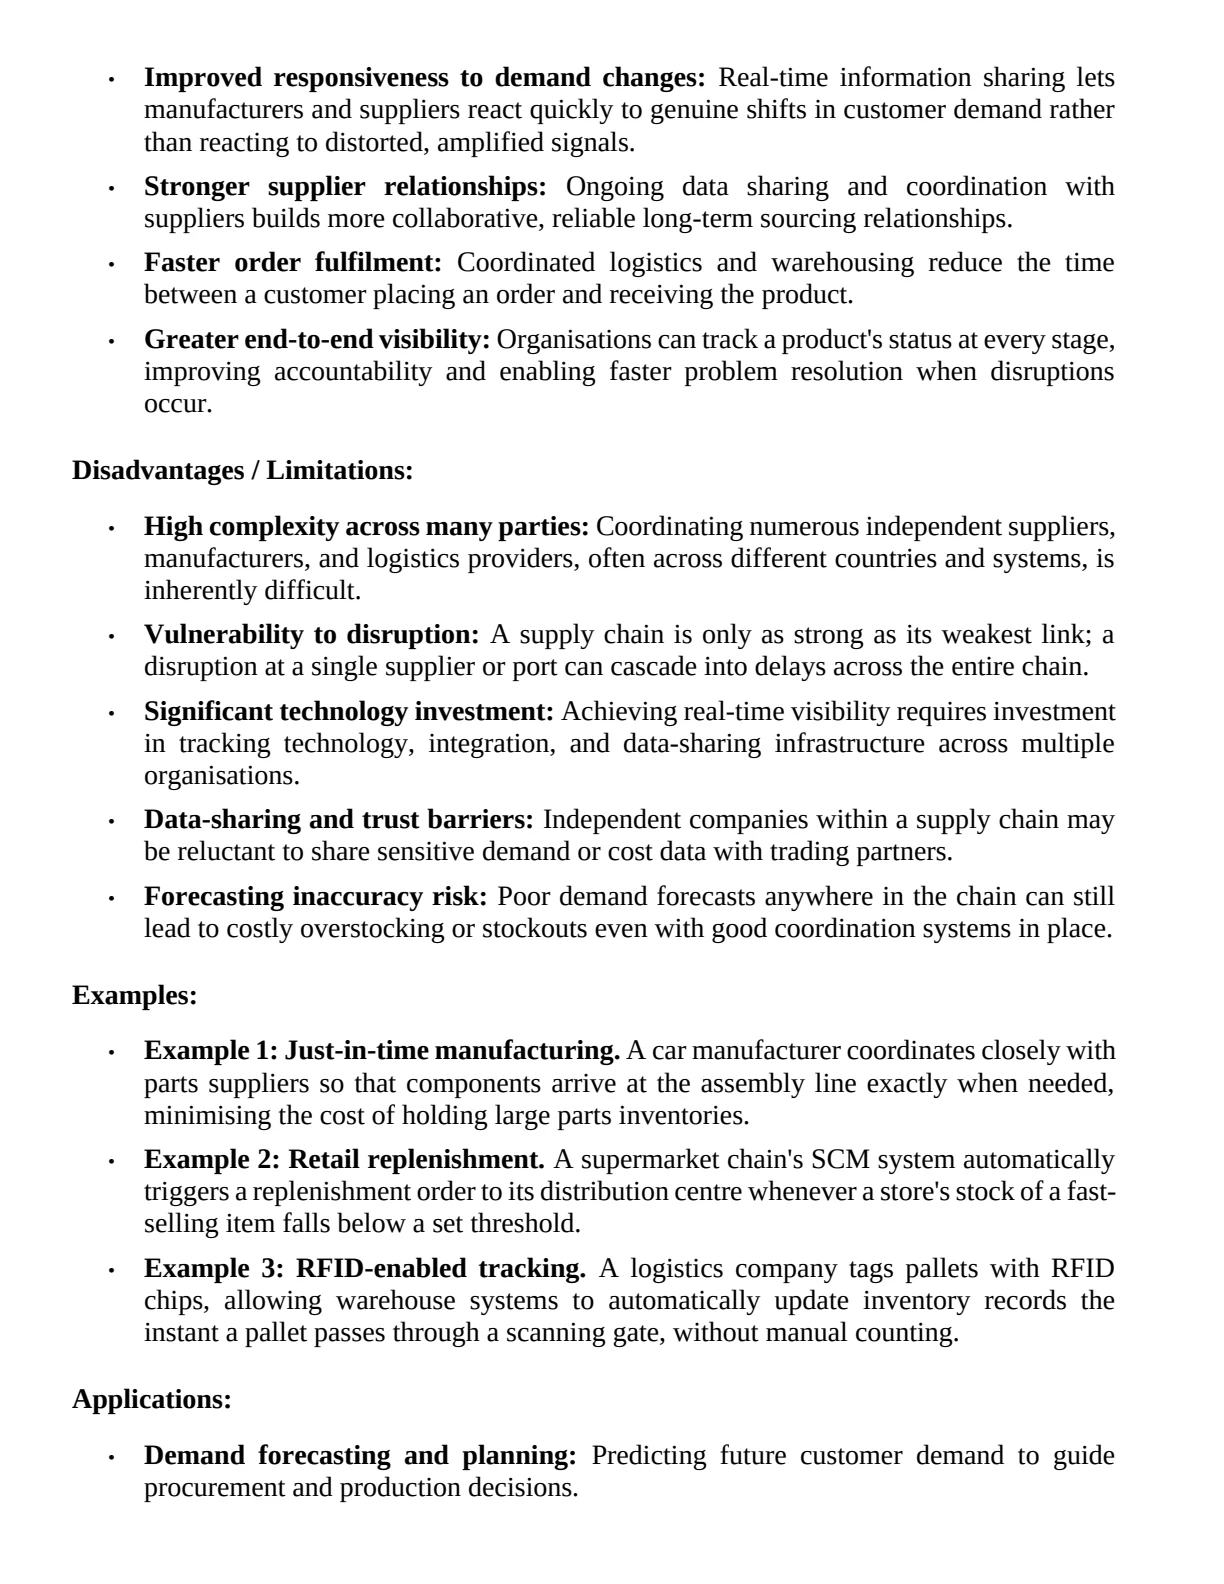 • Improved responsiveness to demand changes: Real-time information sharing lets
manufacturers and suppliers react quickly to genuine shifts in customer demand rather
than reacting to distorted, amplified signals.
• Stronger supplier relationships: Ongoing data sharing and coordination with
suppliers builds more collaborative, reliable long-term sourcing relationships.
• Faster order fulfilment: Coordinated logistics and warehousing reduce the time
between a customer placing an order and receiving the product.
• Greater end-to-end visibility: Organisations can track a product's status at every stage,
improving accountability and enabling faster problem resolution when disruptions
occur.
Disadvantages / Limitations:
• High complexity across many parties: Coordinating numerous independent suppliers,
manufacturers, and logistics providers, often across different countries and systems, is
inherently difficult.
• Vulnerability to disruption: A supply chain is only as strong as its weakest link; a
disruption at a single supplier or port can cascade into delays across the entire chain.
• Significant technology investment: Achieving real-time visibility requires investment
in tracking technology, integration, and data-sharing infrastructure across multiple
organisations.
• Data-sharing and trust barriers: Independent companies within a supply chain may
be reluctant to share sensitive demand or cost data with trading partners.
• Forecasting inaccuracy risk: Poor demand forecasts anywhere in the chain can still
lead to costly overstocking or stockouts even with good coordination systems in place.
Examples:
• Example 1: Just-in-time manufacturing. A car manufacturer coordinates closely with
parts suppliers so that components arrive at the assembly line exactly when needed,
minimising the cost of holding large parts inventories.
• Example 2: Retail replenishment. A supermarket chain's SCM system automatically
triggers a replenishment order to its distribution centre whenever a store's stock of a fast-
selling item falls below a set threshold.
• Example 3: RFID-enabled tracking. A logistics company tags pallets with RFID
chips, allowing warehouse systems to automatically update inventory records the
instant a pallet passes through a scanning gate, without manual counting.
Applications:
• Demand forecasting and planning: Predicting future customer demand to guide
procurement and production decisions.